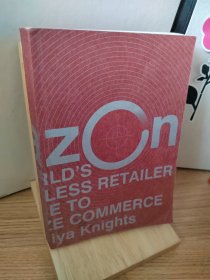 zon
RLD'S
LESS RETAILER
E TO
E COMMERCE
iya Knights